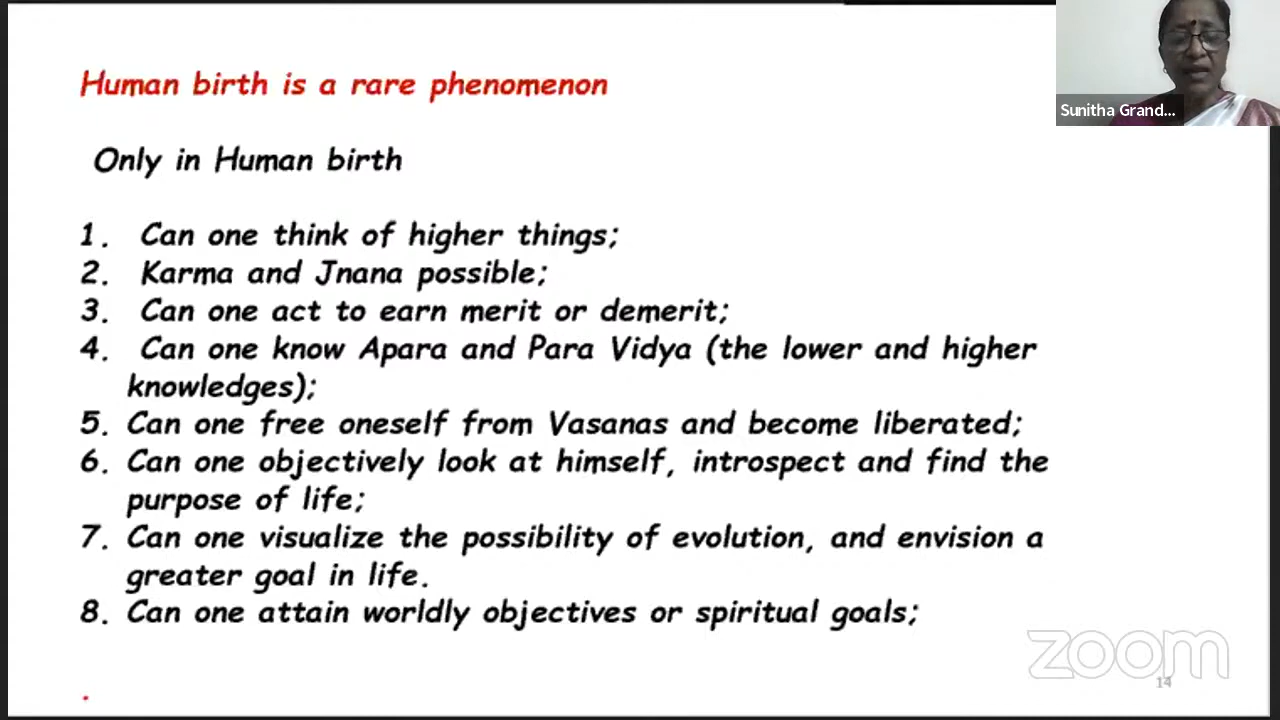 Human birth is a rare phenomenon
Sunitha Grand...
Only in Human birth
1. Can one think of higher things;
2. Karma and Jnana possible;
3. Can one act to earn merit or demerit;
4. Can one know Apara and Para Vidya (the lower and higher
knowledges);
5. Can one free oneself from Vasanas and become liberated;
6. Can one objectively look at himself, introspect and find the
purpose of life;
7. Can one visualize the possibility of evolution, and envision a
greater goal in life.
8. Can one attain worldly objectives or spiritual goals;
zoom
14